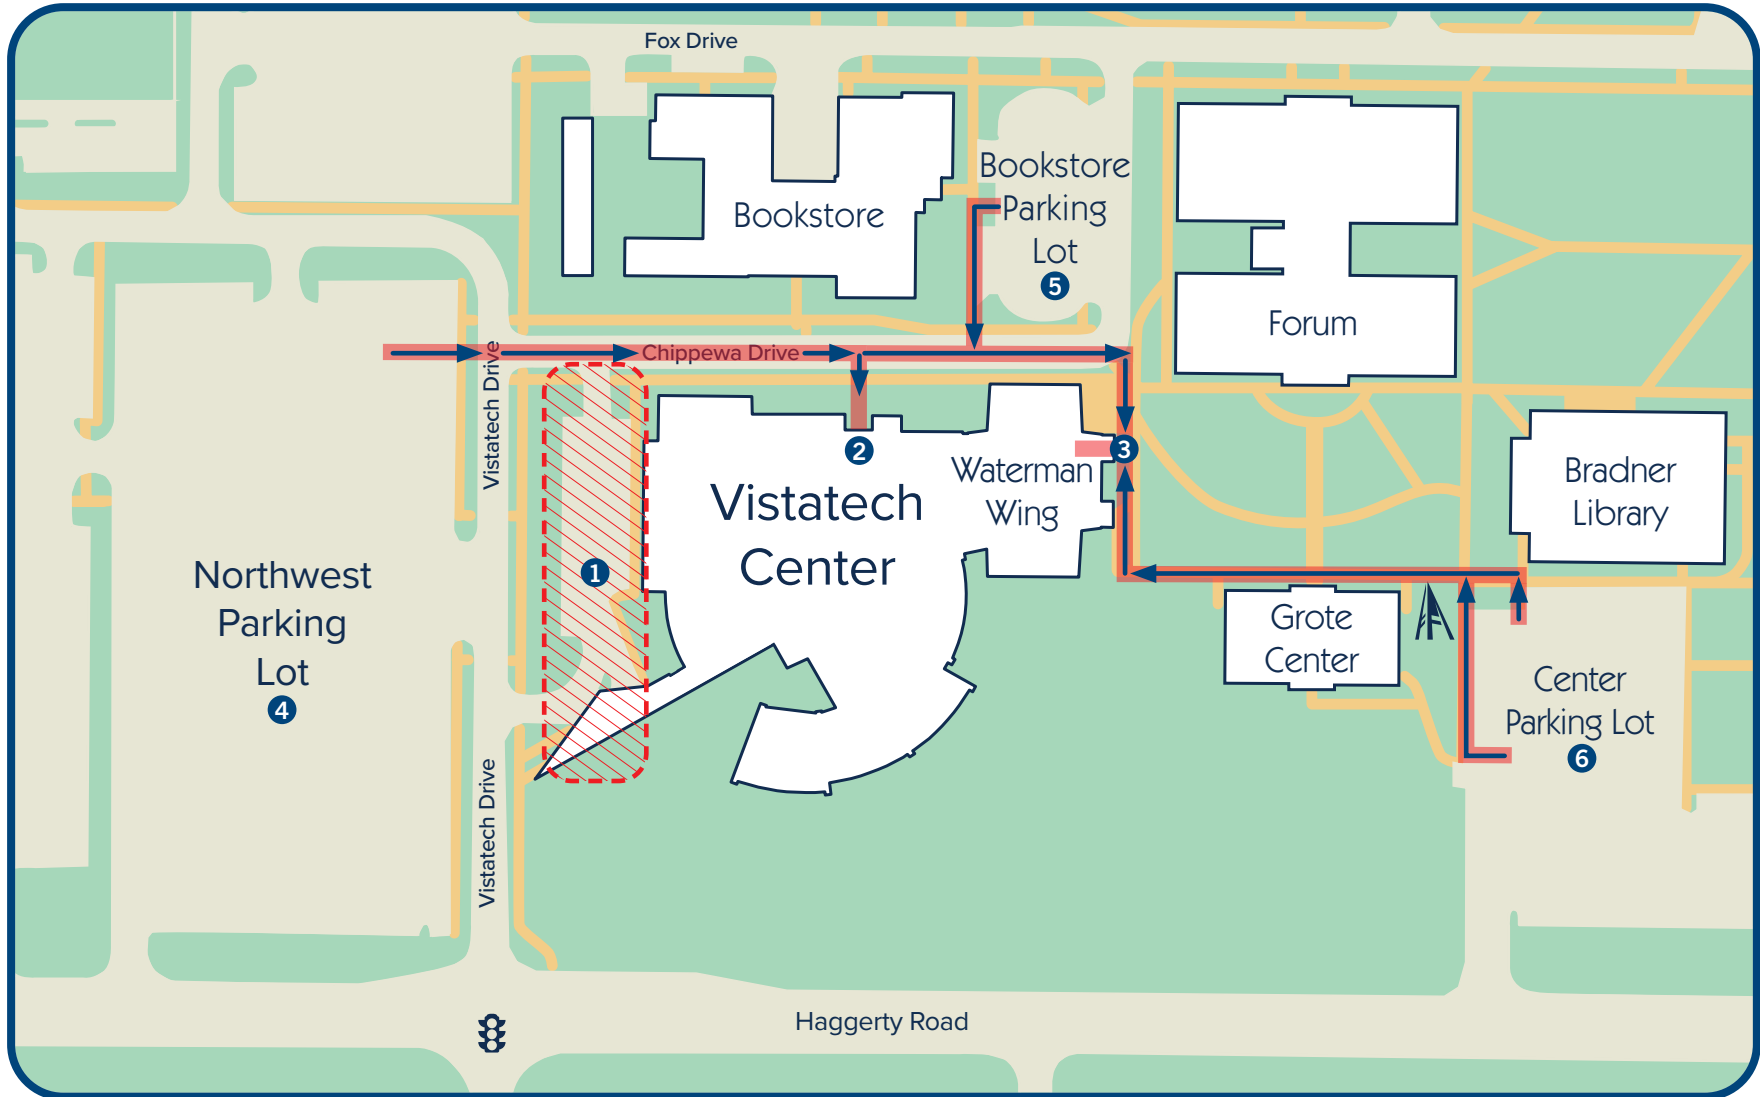 Fox Drive
Bookstore
Bookstore
Parking
Lot
5
Forum
Chippewa Drive
Vistatech Drive
2
3
Waterman
Wing
Vistatech
Center
Bradner
Library
1
Northwest
Parking
Lot
4
Grote
Center
Center
Parking Lot
6
Vistatech Drive
Haggerty Road